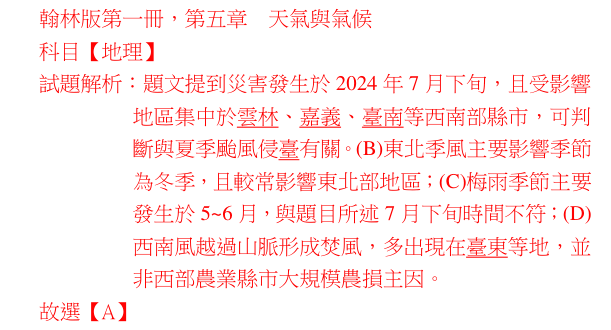 翰林版第一冊，第五章　天氣與氣候
科目【地理】
試題解析：題文提到災害發生於 2024 年 7 月下旬，且受影響
地區集中於雲林、嘉義、臺南等西南部縣市，可判
斷與夏季颱風侵臺有關。(B)東北季風主要影響季節
為冬季，且較常影響東北部地區；(C)梅雨季節主要
發生於 5~6 月，與題目所述 7 月下旬時間不符；(D)
西南風越過山脈形成焚風，多出現在臺東等地，並
非西部農業縣市大規模農損主因。
故選【A】